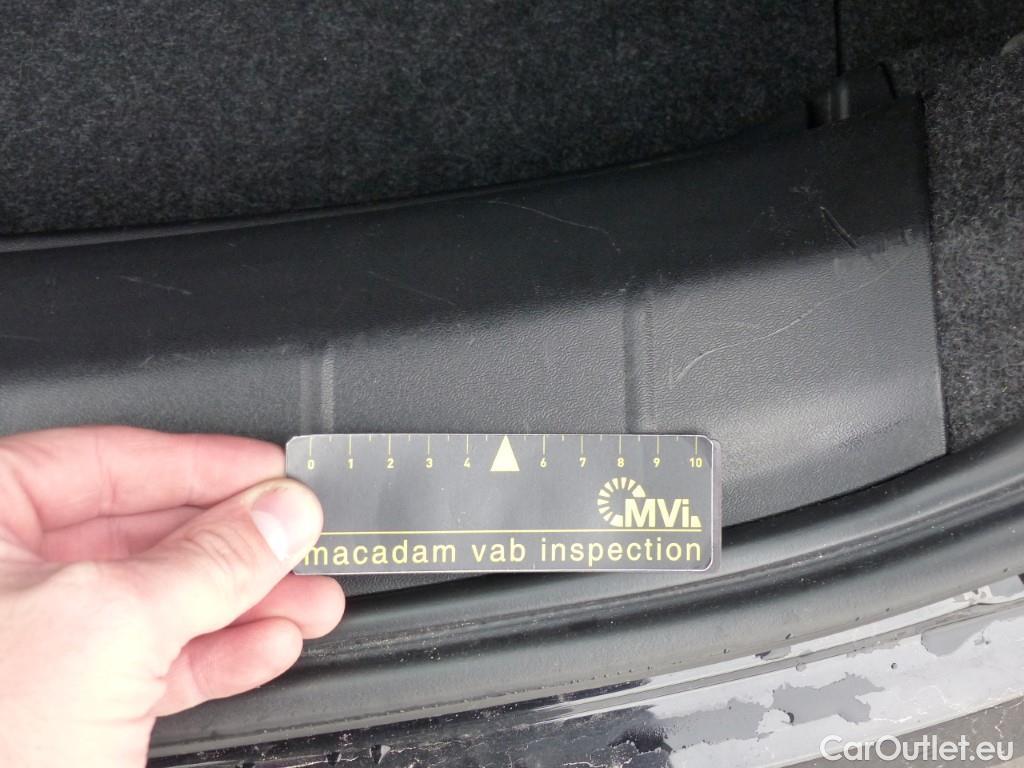 0 1 2 3 4 6 7 8 9 10
MVi
macadam vab inspection
CarOutlet.eu